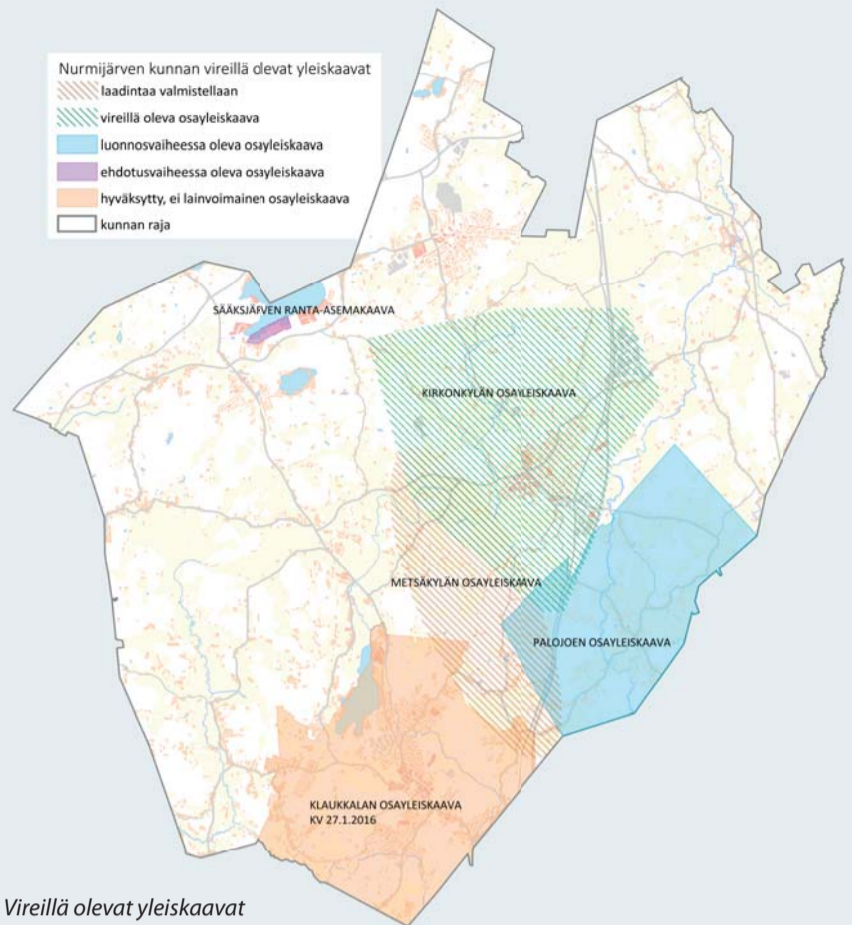 Nurmijärven kunnan vireillä olevat yleiskaavat
laadintaa valmistellaan
vireillä oleva osayleiskaava
luonnosvaiheessa oleva osayleiskaava
ehdotusvaiheessa oleva osayleiskaava
hyväksytty, ei lainvoimainen osayleiskaava
kunnan raja
SÄÄKSJÄRVEN RANTA-ASEMAKAAVA
KIRKONKYLÄN OSAYLEISKAAVA
METSÄKYLÄN OSAYLEISKAAVA
PALOJOEN OSAYLEISKAAVA
KLAUKKALAN OSAYLEISKAAVA
KV 27.1.2016
Vireillä olevat yleiskaavat